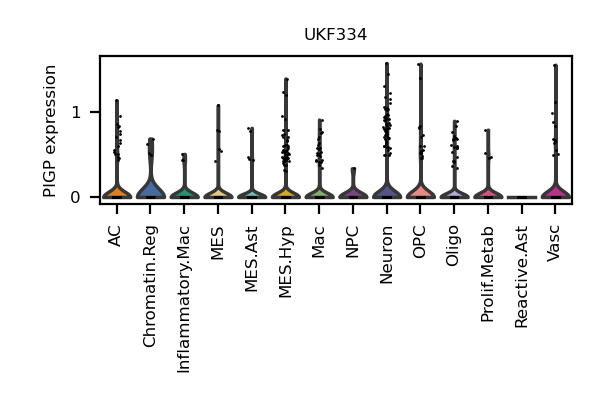 UKF334
PIGP expression
1
0
AC
Chromatin.Reg
Inflammatory.Mac
MES
MES.Ast
MES.Hyp
Mac
NPC
Neuron
OPC
Oligo
Prolif.Metab
Reactive.Ast
Vasc